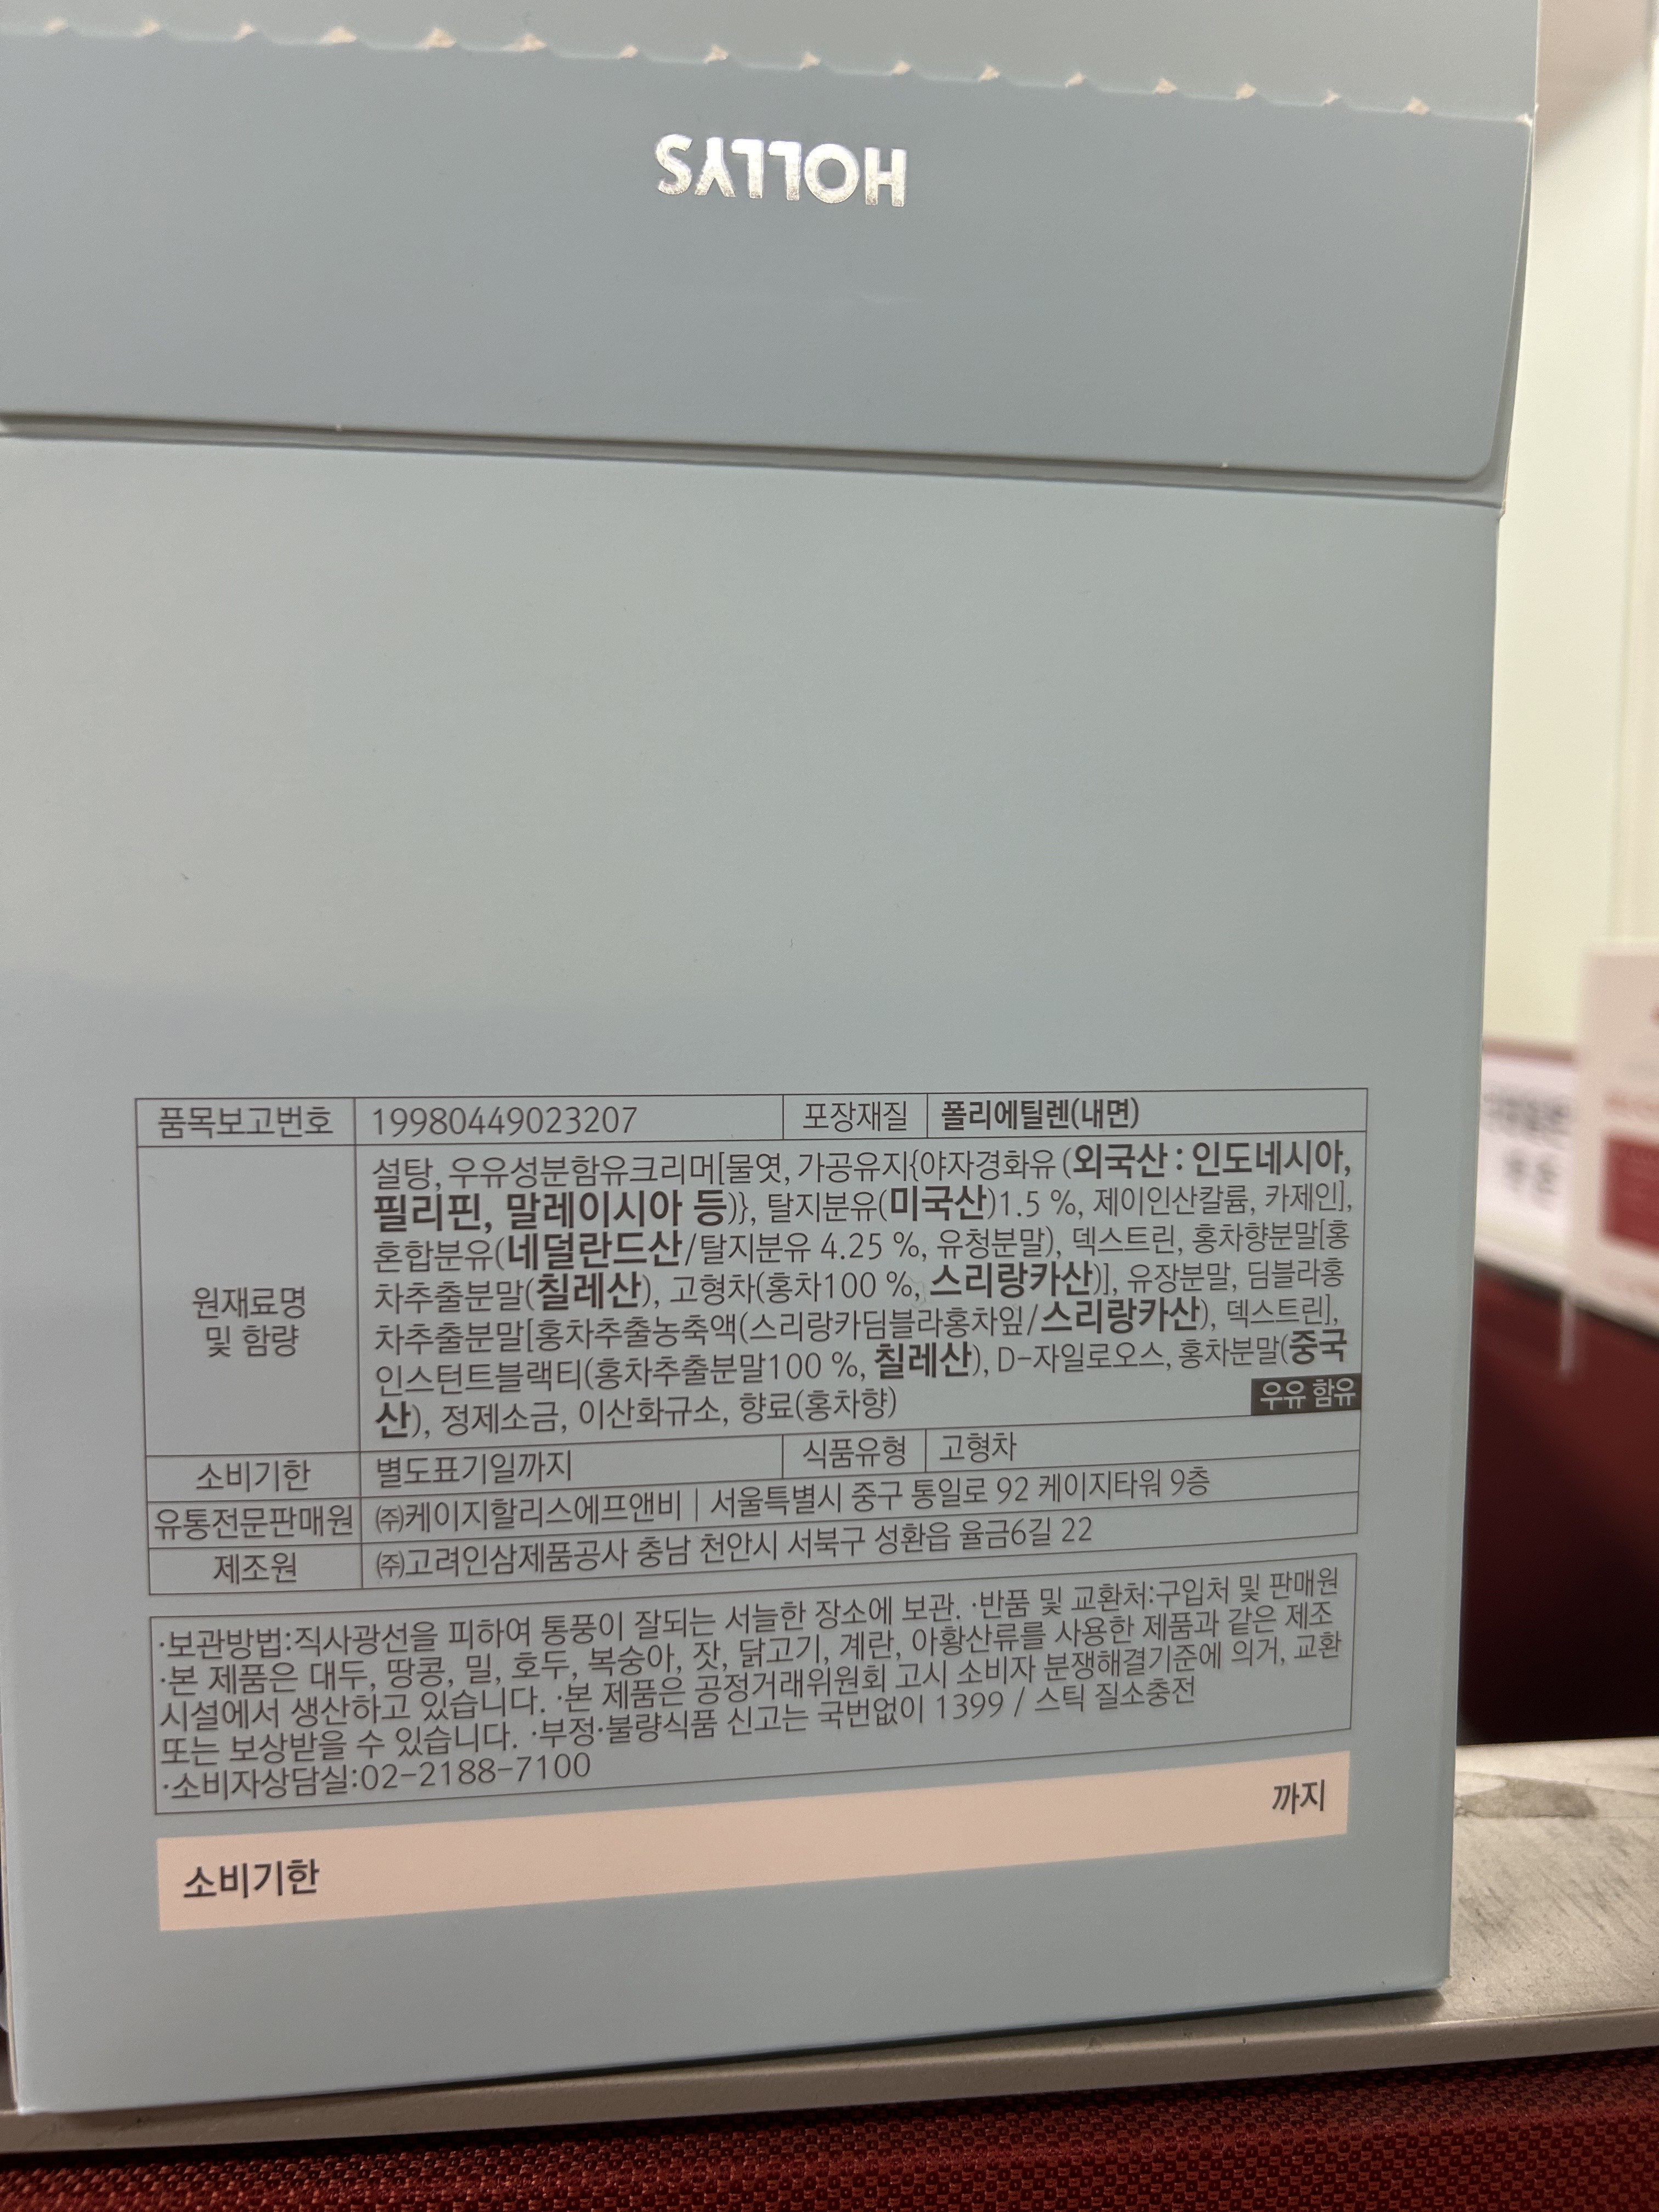 HOLLYS
품목보고번호 19980449023207 포장재질 폴리에틸렌(내면)
원재료명 및 함량
설탕, 우유성분함유크리머[물엿, 가공유지{야자경화유(외국산 : 인도네시아,
필리핀, 말레이시아 등)}, 탈지분유(미국산)1.5 %, 제이인산칼륨, 카제인],
혼합분유(네덜란드산/탈지분유 4.25 %, 유청분말), 덱스트린, 홍차향분말[홍
차추출분말(칠레산), 고형차(홍차100 %, 스리랑카산)], 유장분말, 딤블라홍
차추출분말[홍차추출농축액(스리랑카딤블라홍차잎/스리랑카산), 덱스트린],
인스턴트블랙티(홍차추출분말100 %, 칠레산), D-자일로오스, 홍차분말(중국
산), 정제소금, 이산화규소, 향료(홍차향)
우유 함유
소비기한 별도표기일까지 식품유형 고형차
유통전문판매원 ㈜케이지할리스에프앤비 | 서울특별시 중구 통일로 92 케이지타워 9층
제조원 ㈜고려인삼제품공사 충남 천안시 서북구 성환읍 율금6길 22
·보관방법:직사광선을 피하여 통풍이 잘되는 서늘한 장소에 보관. ·반품 및 교환처:구입처 및 판매원
·본 제품은 대두, 땅콩, 밀, 호두, 복숭아, 잣, 닭고기, 계란, 아황산류를 사용한 제품과 같은 제조
시설에서 생산하고 있습니다. ·본 제품은 공정거래위원회 고시 소비자 분쟁해결기준에 의거, 교환
또는 보상받을 수 있습니다. ·부정·불량식품 신고는 국번없이 1399 / 스틱 질소충전
·소비자상담실:02-2188-7100
소비기한 까지